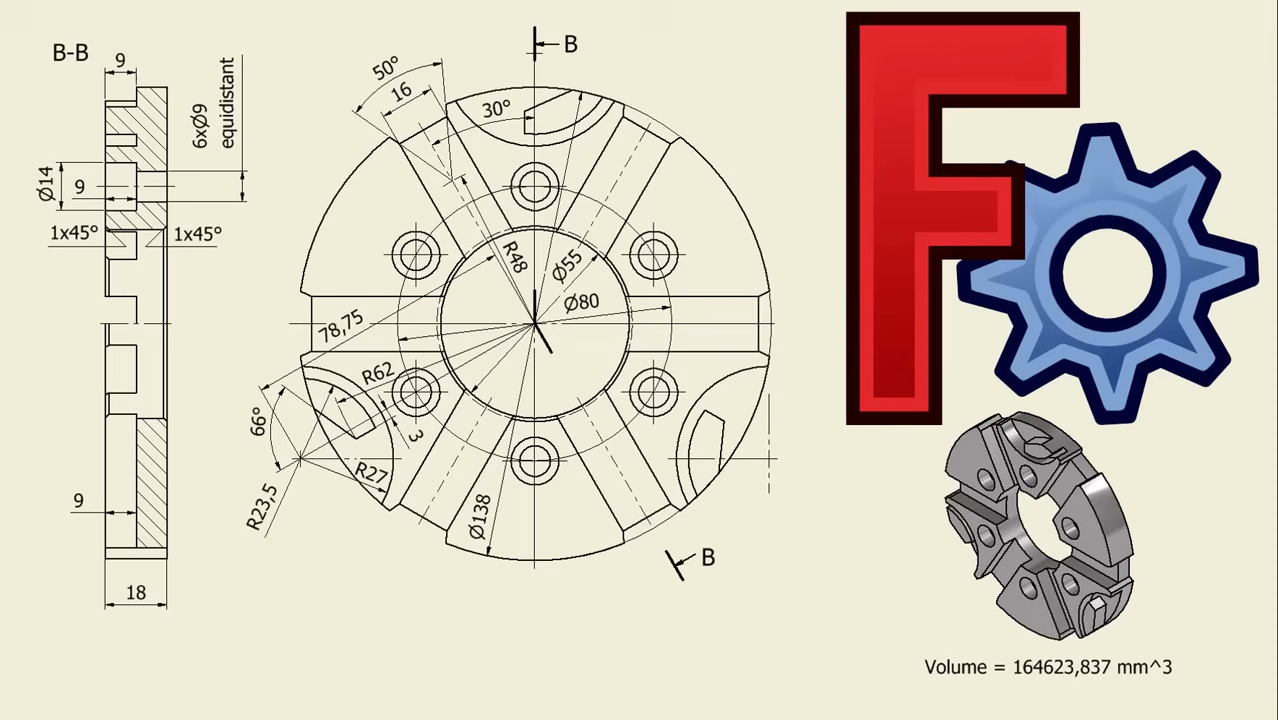 B-B
9
6xØ9
equidistant
Ø14
9
1x45°
1x45°
9
18
B
50°
16
30°
R48
Ø55
Ø80
78,75
R62
66°
3
R27
R23,5
Ø138
B
F
Volume = 164623,837 mm^3